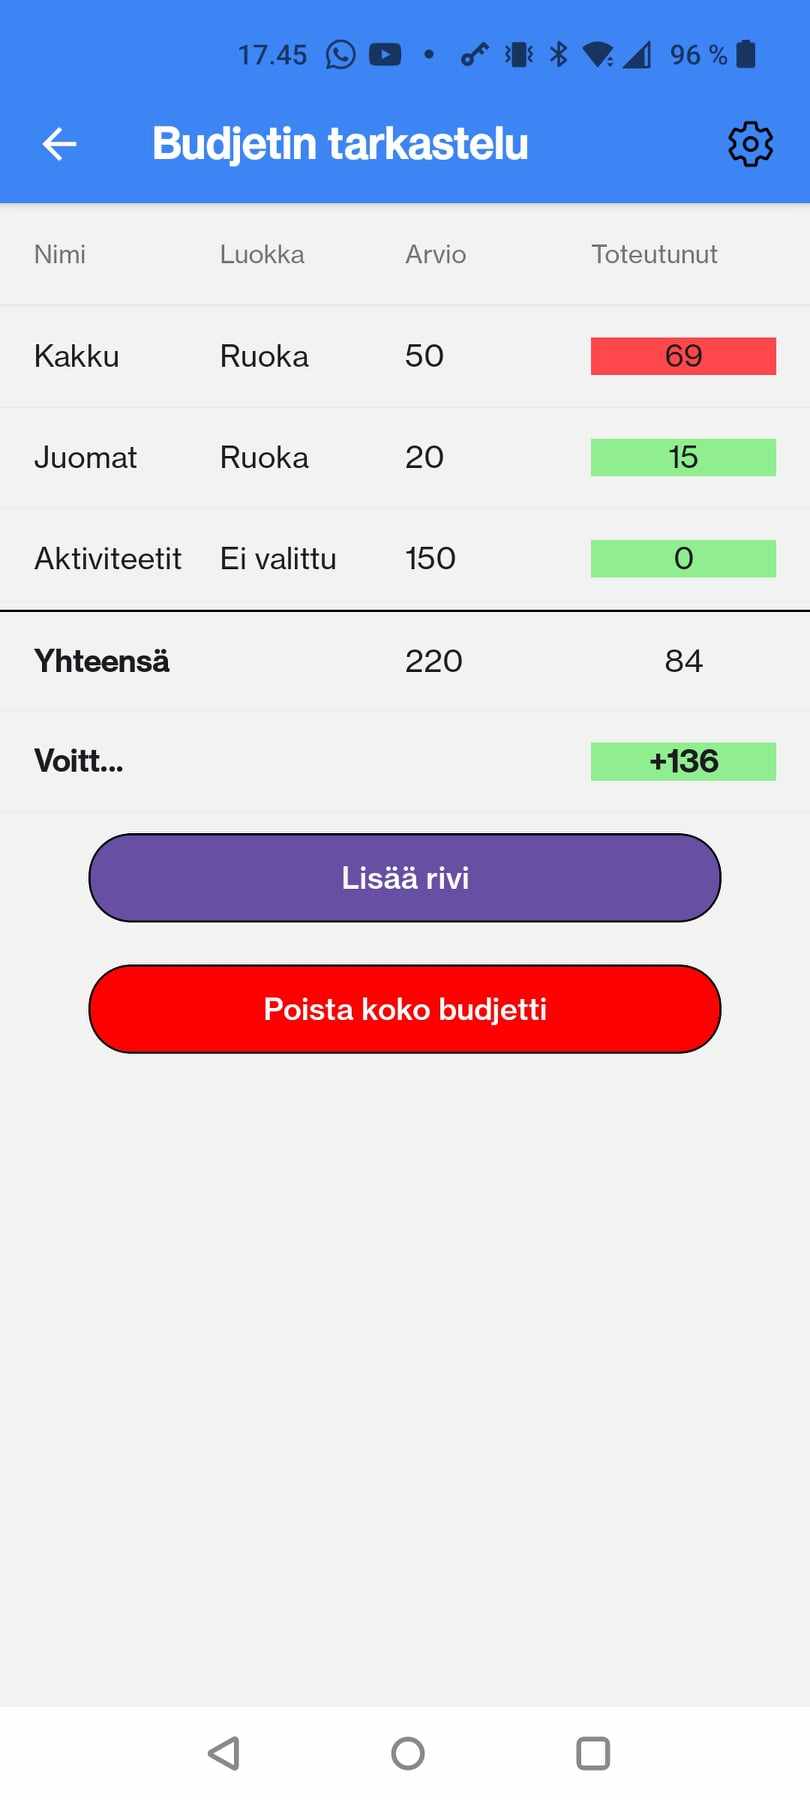 17.45 96 %
Budjetin tarkastelu
Nimi Luokka Arvio Toteutunut
Kakku Ruoka 50 69
Juomat Ruoka 20 15
Aktiviteetit Ei valittu 150 0
Yhteensä 220 84
Voitt... +136
Lisää rivi
Poista koko budjetti